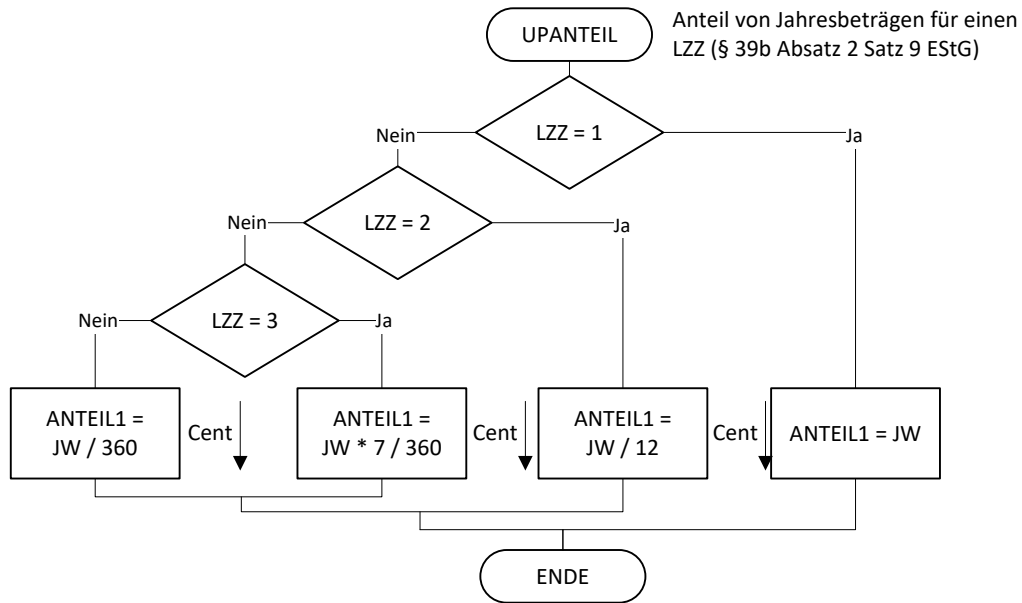 UPANTEIL
Anteil von Jahresbeträgen für einen
LZZ (§ 39b Absatz 2 Satz 9 EStG)
LZZ = 1
Nein
Ja
LZZ = 2
Nein
Ja
LZZ = 3
Nein
Ja
ANTEIL1 =
JW / 360
Cent
ANTEIL1 =
JW * 7 / 360
Cent
ANTEIL1 =
JW / 12
Cent
ANTEIL1 = JW
ENDE